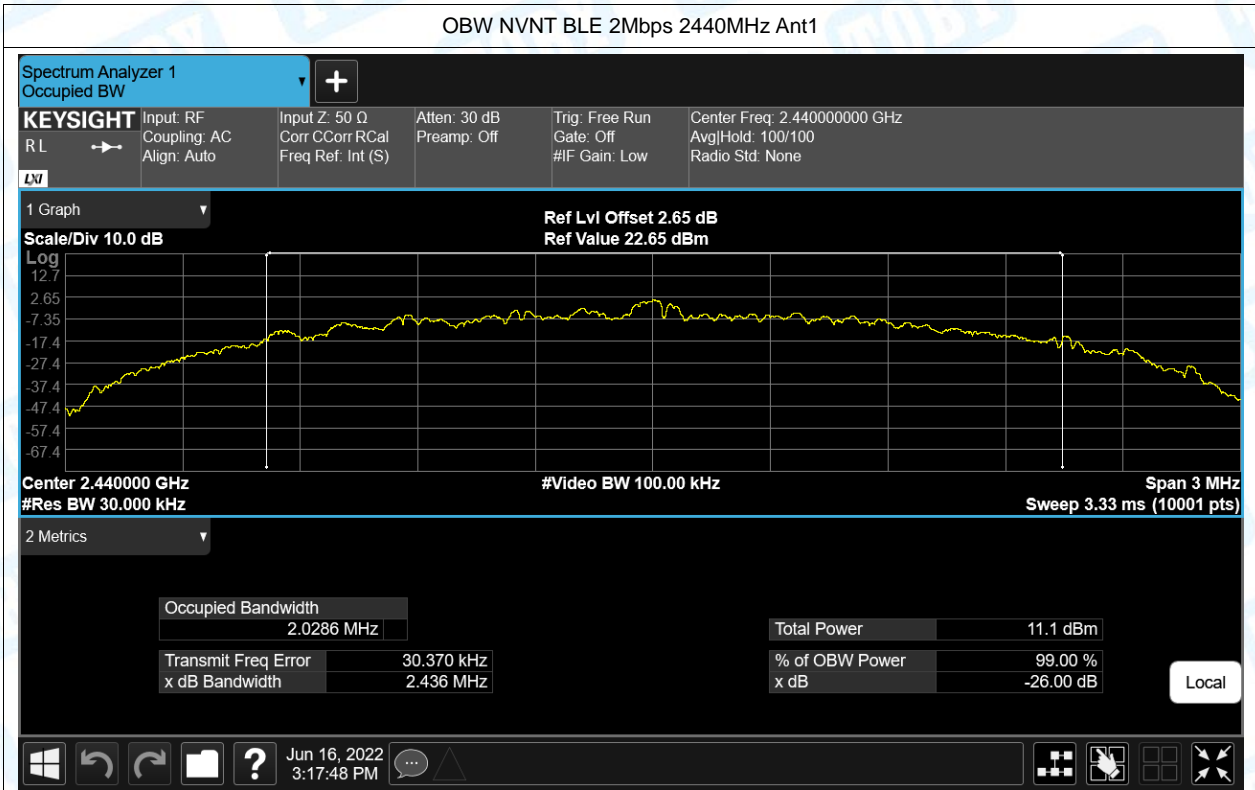 OBW NVNT BLE 2Mbps 2440MHz Ant1
Spectrum Analyzer 1
Occupied BW
KEYSIGHT
RL
LXI
Input: RF
Coupling: AC
Align: Auto
Input Z: 50 Ω
Corr CCorr RCal
Freq Ref: Int (S)
Atten: 30 dB
Preamp: Off
Trig: Free Run
Gate: Off
#IF Gain: Low
Center Freq: 2.440000000 GHz
Avg|Hold: 100/100
Radio Std: None
1 Graph
Scale/Div 10.0 dB
Ref Lvl Offset 2.65 dB
Ref Value 22.65 dBm
Log
12.7
2.65
-7.35
-17.4
-27.4
-37.4
-47.4
-57.4
-67.4
Center 2.440000 GHz
#Video BW 100.00 kHz
Span 3 MHz
#Res BW 30.000 kHz
Sweep 3.33 ms (10001 pts)
2 Metrics
Occupied Bandwidth
2.0286 MHz
Total Power 11.1 dBm
Transmit Freq Error 30.370 kHz
% of OBW Power 99.00 %
x dB Bandwidth 2.436 MHz
x dB -26.00 dB
Local
?
Jun 16, 2022
3:17:48 PM